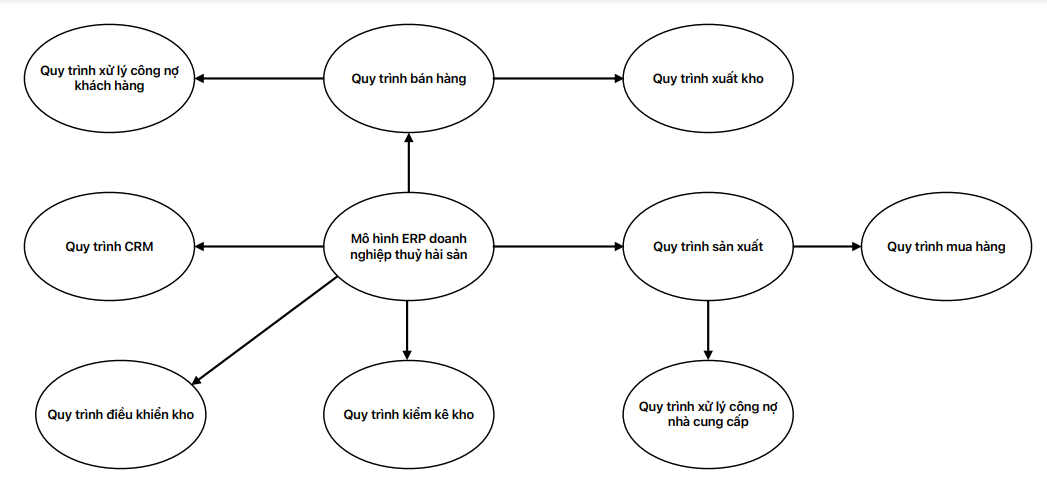 Quy trình xử lý công nợ
khách hàng
Quy trình bán hàng
Quy trình xuất kho
Quy trình CRM
Mô hình ERP doanh
nghiệp thuỷ hải sản
Quy trình sản xuất
Quy trình mua hàng
Quy trình điều khiển kho
Quy trình kiểm kê kho
Quy trình xử lý công nợ
nhà cung cấp